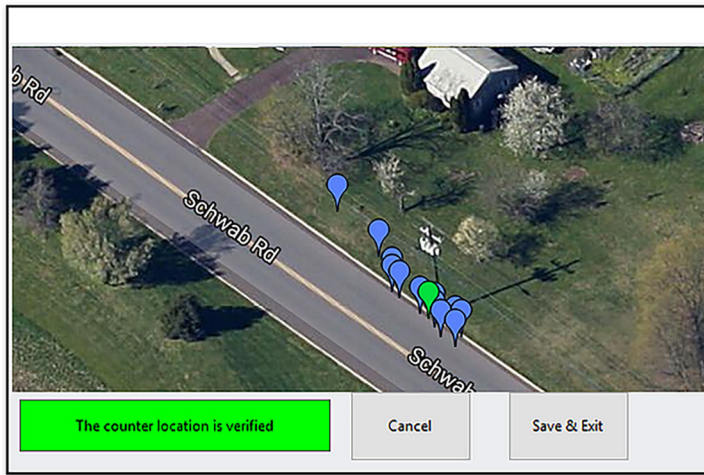 b Rd
Schwab Rd
Schwab
The counter location is verified
Cancel
Save & Exit